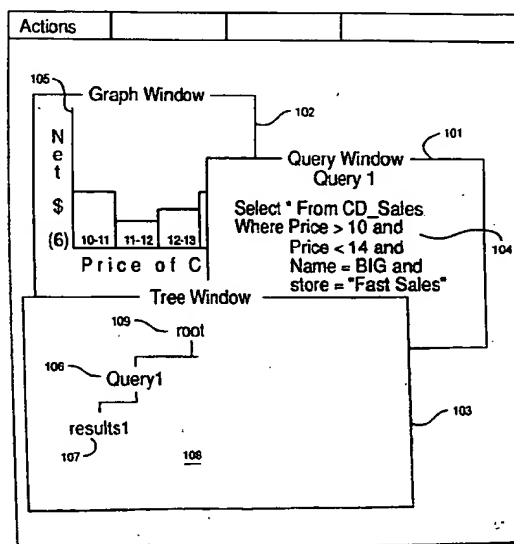 Actions
105
Graph Window
102
Net $
(6)
10-11
11-12
12-13
Price of C
101
Query Window
Query 1
Select * From CD_Sales
Where Price > 10 and
Price < 14 and
Name = BIG and
store = "Fast Sales"
104
Tree Window
109
root
106
Query1
results1
107
108
103